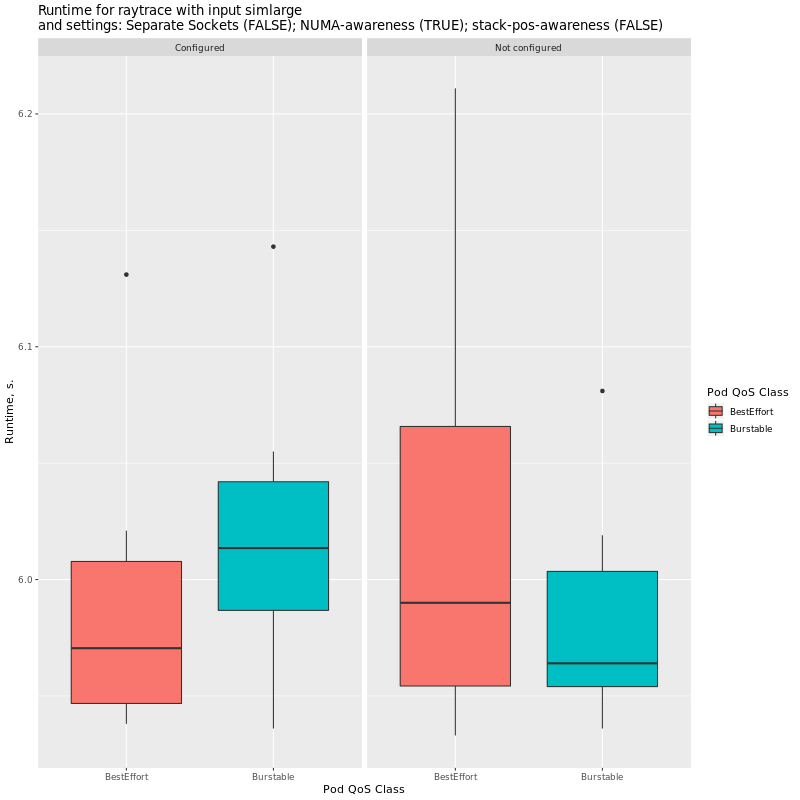 Runtime for raytrace with input simlarge
and settings: Separate Sockets (FALSE); NUMA-awareness (TRUE); stack-pos-awareness (FALSE)
Configured
Not configured
6.2
6.1
6.0
Runtime, s.
BestEffort
Burstable
BestEffort
Burstable
Pod QoS Class
Pod QoS Class
BestEffort
Burstable